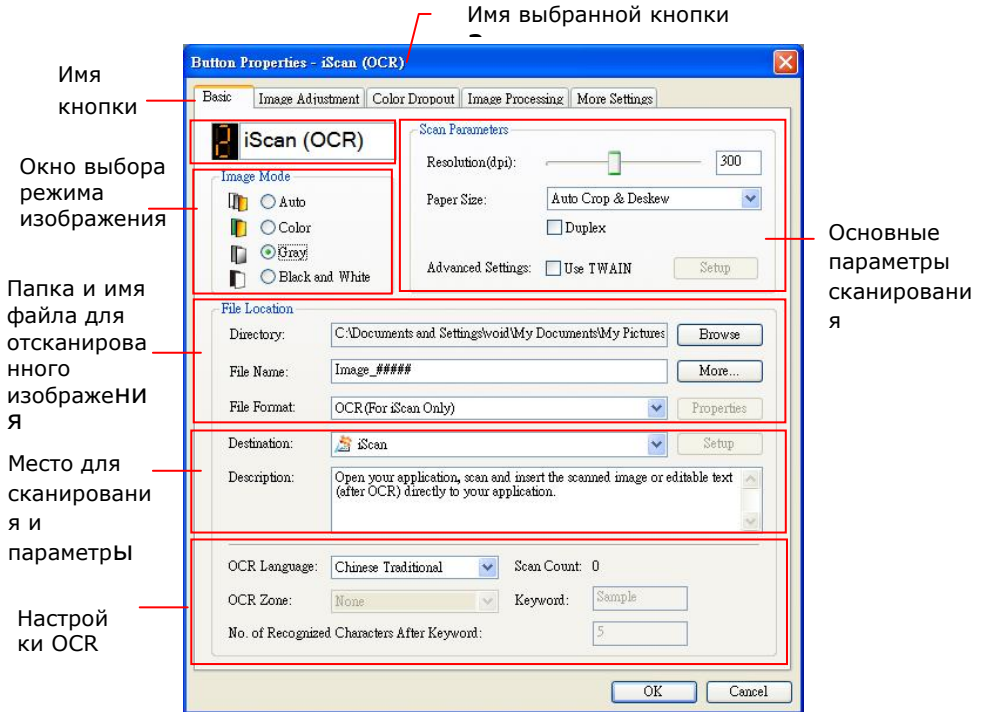 Имя выбранной кнопки
Button Properties - iScan (OCR)
Имя
кнопки
Basic Image Adjustment Color Dropout Image Processing More Settings
2 iScan (OCR)
Окно выбора
режима
изображения
Image Mode
Auto
Color
Gray
Black and White
Scan Parameters
Resolution(dpi): 300
Paper Size: Auto Crop & Deskew
Duplex
Advanced Settings: Use TWAIN Setup
Основные
параметры
сканировани
я
Папка и имя
файла для
отсканирова
нного
изображени
я
File Location
Directory: C:\Documents and Settings\void\My Documents\My Pictures Browse
File Name: Image_##### More...
File Format: OCR(For iScan Only) Properties
Место для
сканировани
я и
параметры
Destination: iScan Setup
Description: Open your application, scan and insert the scanned image or editable text
(after OCR) directly to your application.
Настрой
ки OCR
OCR Language: Chinese Traditional Scan Count: 0
OCR Zone: None Keyword: Sample
No. of Recognized Characters After Keyword: 5
OK Cancel